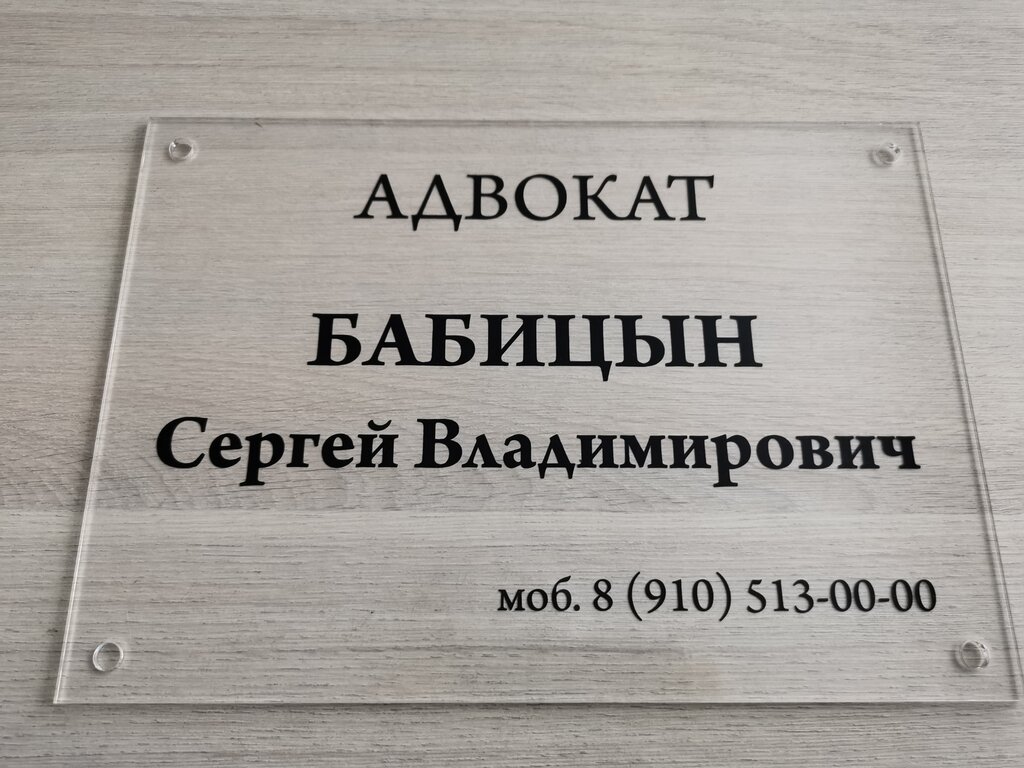 АДВОКАТ
БАБИЦЫН
Сергей Владимирович
моб. 8 (910) 513-00-00